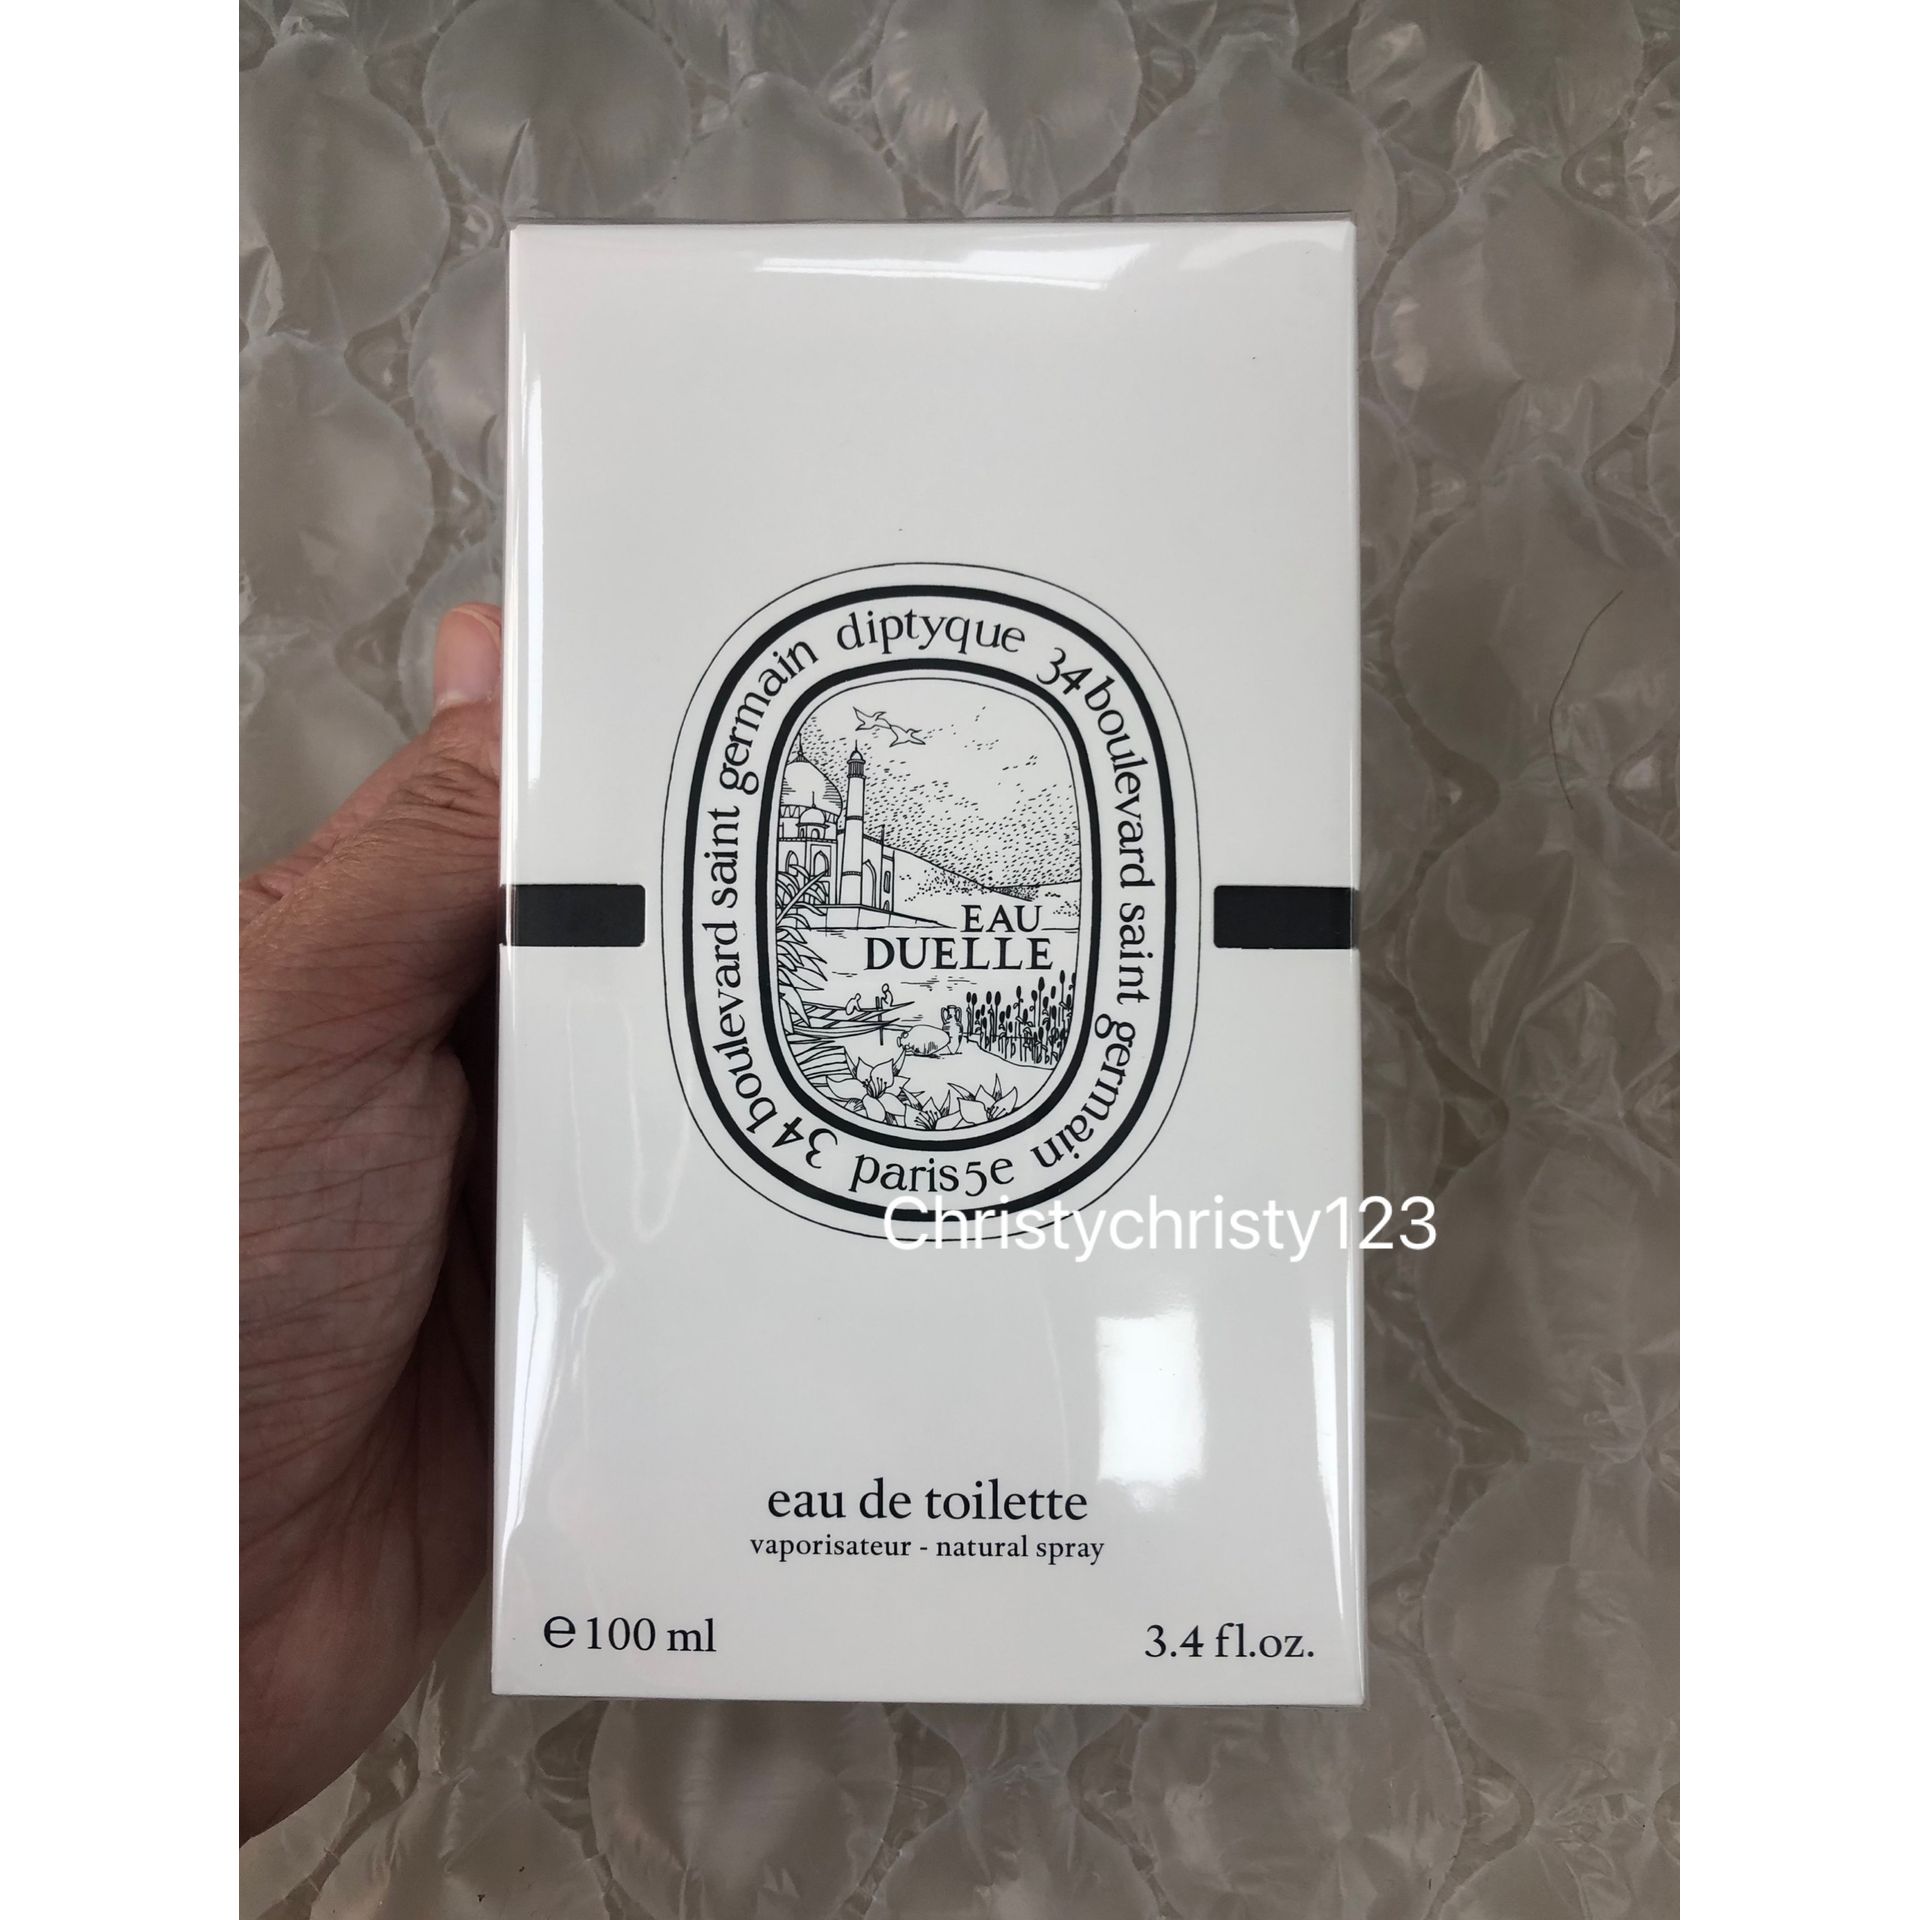 diptyque 34 boulevard saint germain paris 5e 34 boulevard saint germain
EAU
DUELLE
Christychristy123
eau de toilette
vaporisateur - natural spray
e 100 ml
3.4 fl.oz.